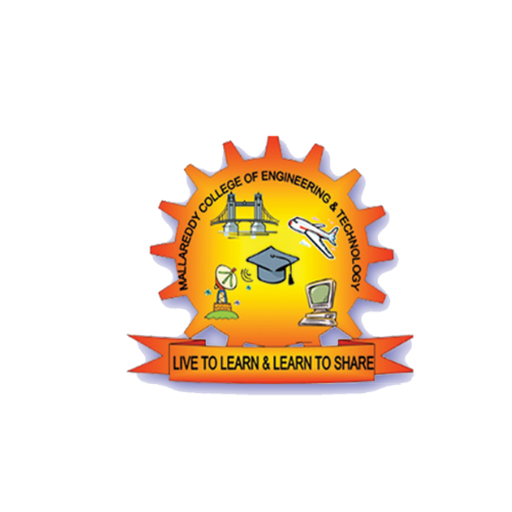 MALLAREDDY COLLEGE OF ENGINEERING & TECHNOLOGY
LIVE TO LEARN & LEARN TO SHARE